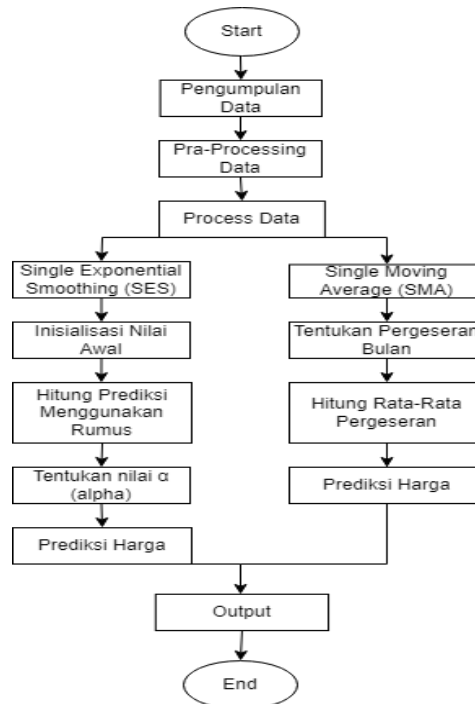 Start
Pengumpulan
Data
Pra-Processing
Data
Process Data
Single Exponential
Smoothing (SES)
Inisialisasi Nilai
Awal
Hitung Prediksi
Menggunakan
Rumus
Tentukan nilai α
(alpha)
Prediksi Harga
Single Moving
Average (SMA)
Tentukan Pergeseran
Bulan
Hitung Rata-Rata
Pergeseran
Prediksi Harga
Output
End